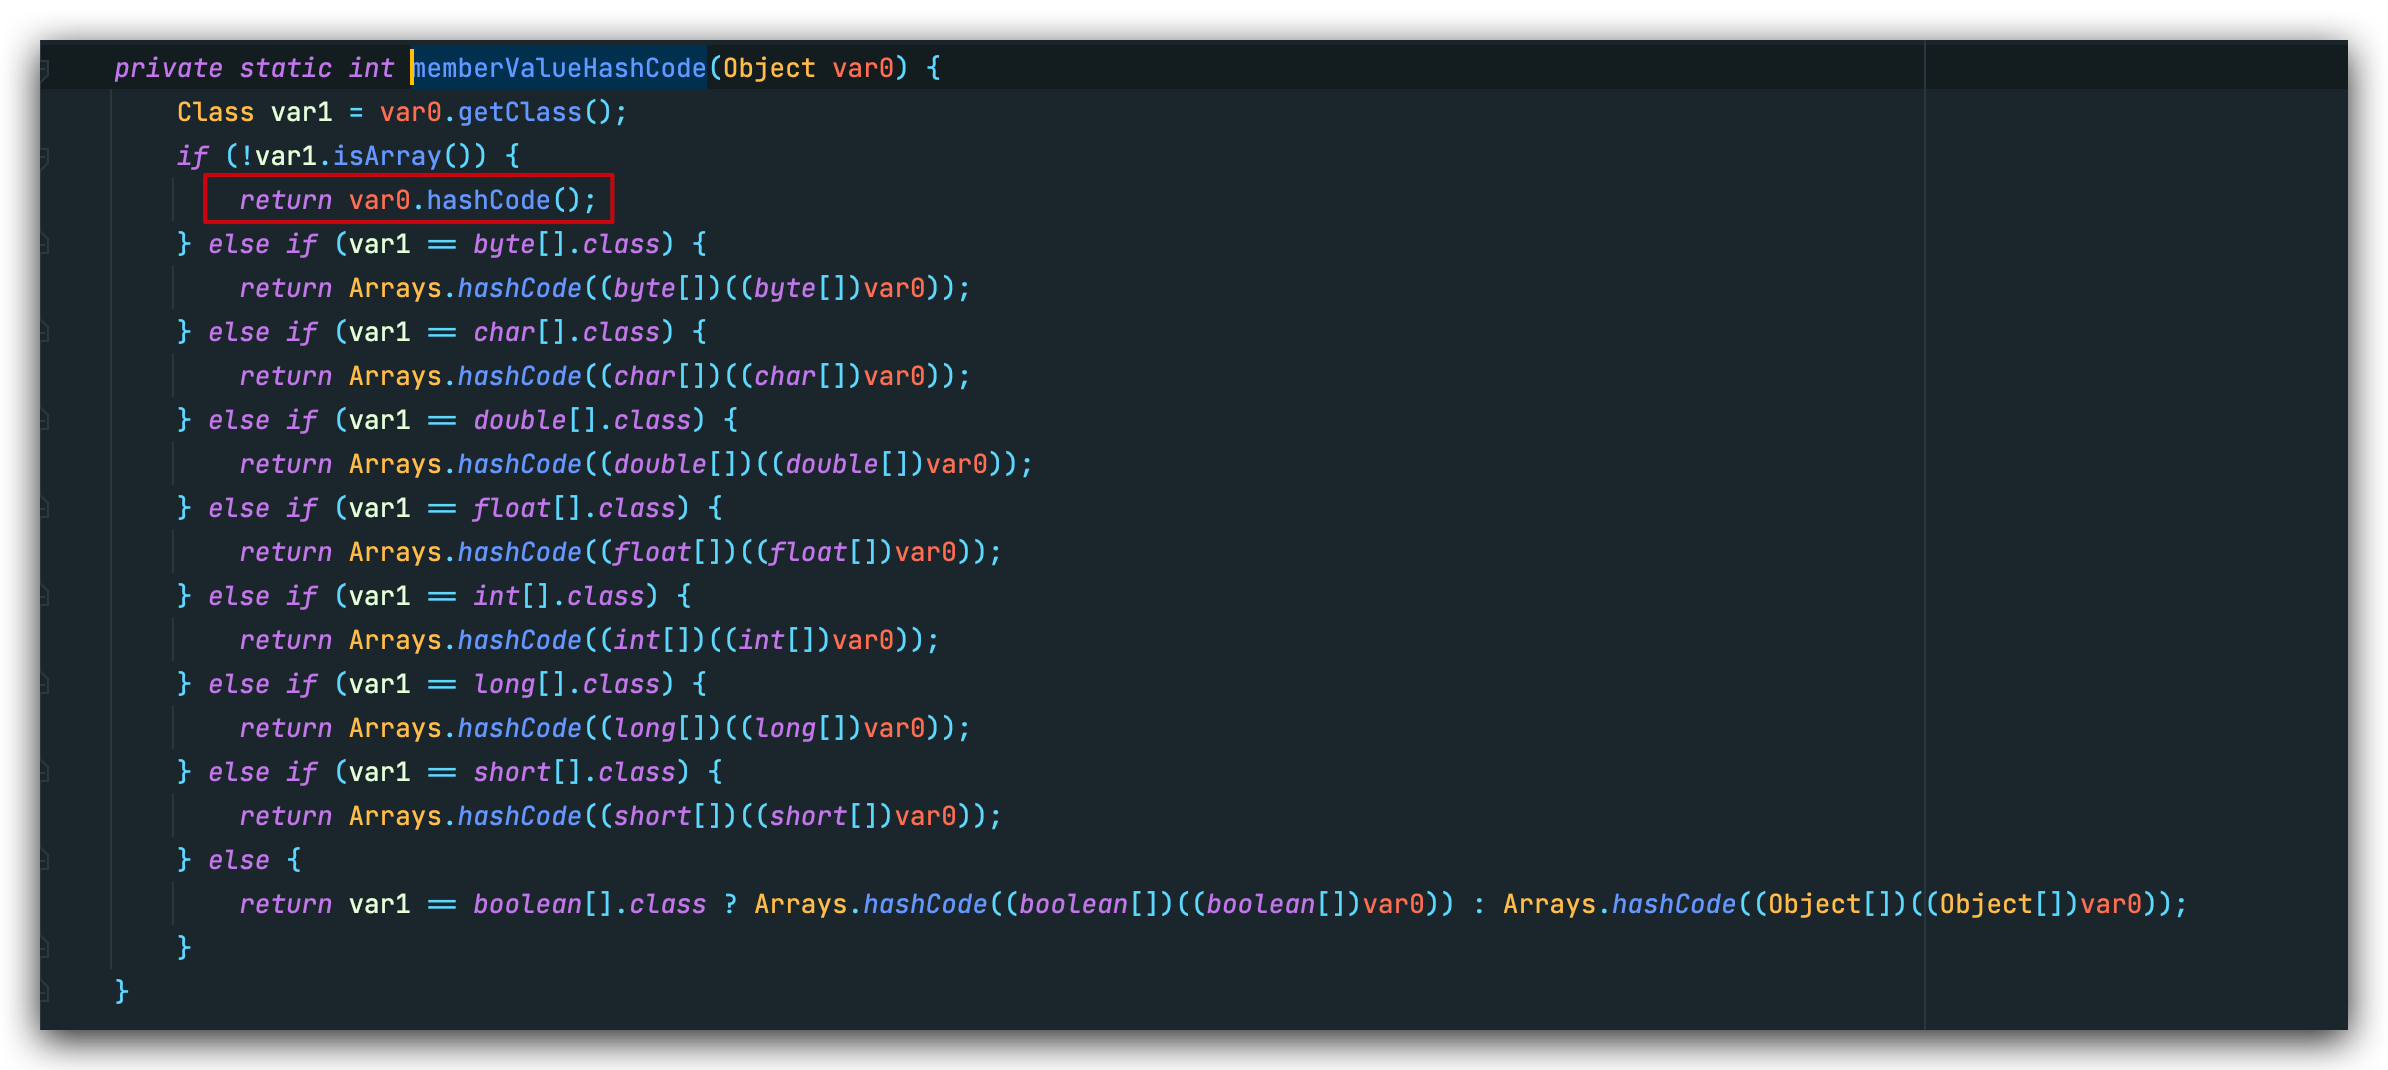 private static int memberValueHashCode(Object var0) {
Class var1 = var0.getClass();
if (!var1.isArray()) {
return var0.hashCode();
} else if (var1 == byte[].class) {
return Arrays.hashCode((byte[])((byte[])var0));
} else if (var1 == char[].class) {
return Arrays.hashCode((char[])((char[])var0));
} else if (var1 == double[].class) {
return Arrays.hashCode((double[])((double[])var0));
} else if (var1 == float[].class) {
return Arrays.hashCode((float[])((float[])var0));
} else if (var1 == int[].class) {
return Arrays.hashCode((int[])((int[])var0));
} else if (var1 == long[].class) {
return Arrays.hashCode((long[])((long[])var0));
} else if (var1 == short[].class) {
return Arrays.hashCode((short[])((short[])var0));
} else {
return var1 == boolean[].class ? Arrays.hashCode((boolean[])((boolean[])var0)) : Arrays.hashCode((Object[])((Object[])var0));
}
}